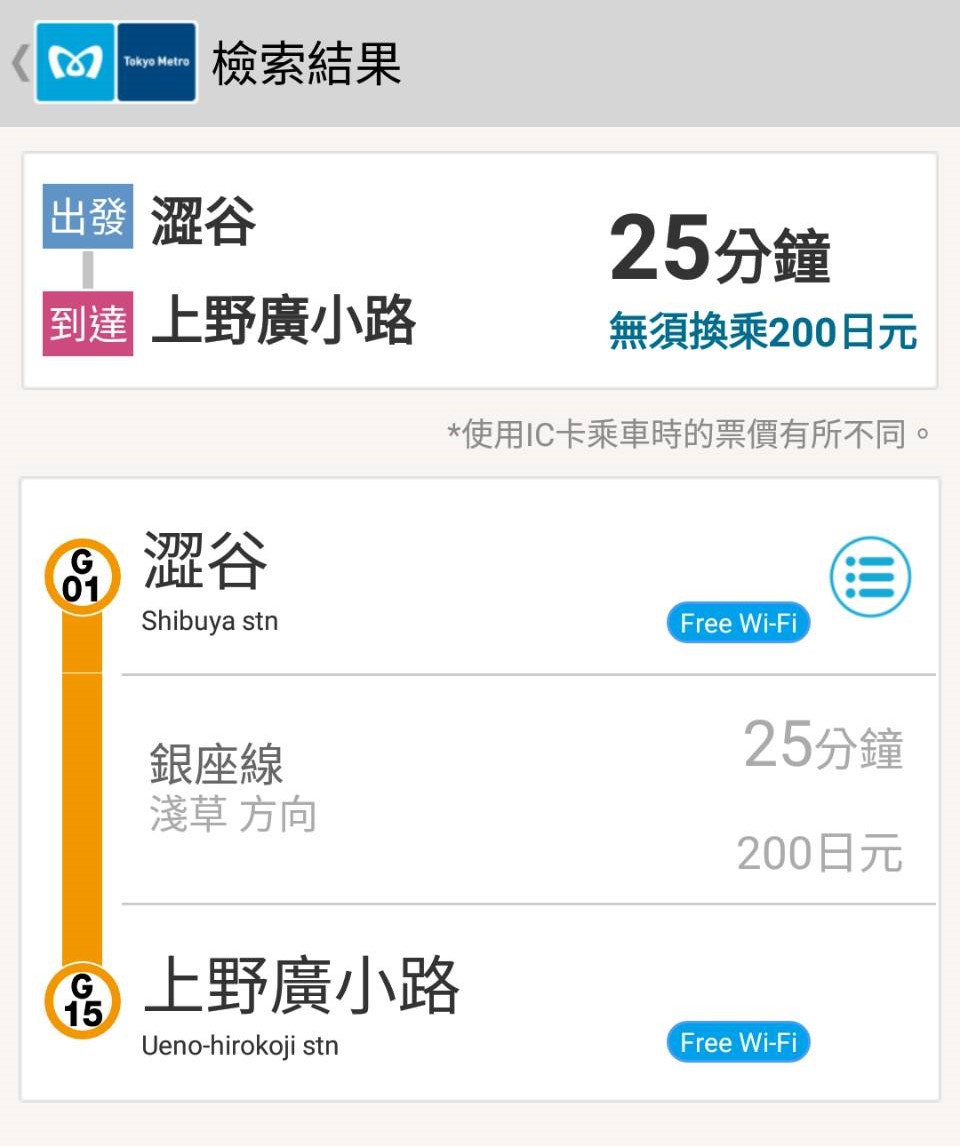 Tokyo Metro 檢索結果
出發 澀谷
25分鐘
到達 上野廣小路
無須換乘200日元
*使用IC卡乘車時的票價有所不同。
G
01
澀谷
Shibuya stn
Free Wi-Fi
銀座線
25分鐘
淺草 方向
200日元
G
15
上野廣小路
Ueno-hirokoji stn
Free Wi-Fi